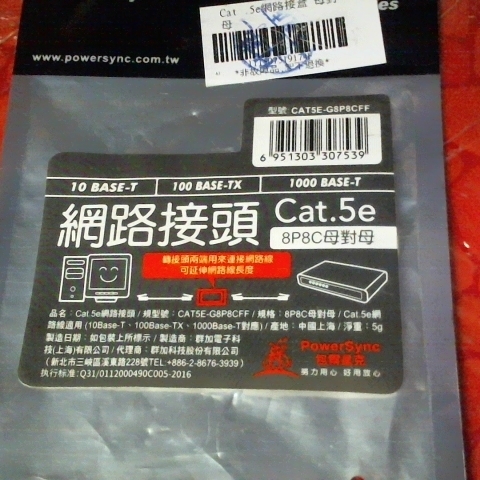 Cat .5e網路接盒 母對
母
www.powersync.com.tw
型號 CAT5E-G8P8CFF
6 951303 307539
10 BASE-T
100 BASE-TX
1000 BASE-T
網路接頭 Cat.5e
8P8C母對母
轉接頭兩端用來連接網路線
可延伸網路線長度
品名：Cat.5e網路接頭 / 規型號：CAT5E-G8P8CFF / 規格：8P8C母對母 / Cat.5e網
路線適用 (10Base-T、100Base-TX、1000Base-T對應) / 產地：中國上海 / 淨重：5g
製造日期：如包裝上所標示 / 製造商：群加電子科
技(上海)有限公司 / 代理商：群加科技股份有限公司
(新北市三峽區溪東路228號TEL:+886-2-8676-3939)
执行标准:Q31/0112000490C005-2016
PowerSync
包爾星克
用心 放心